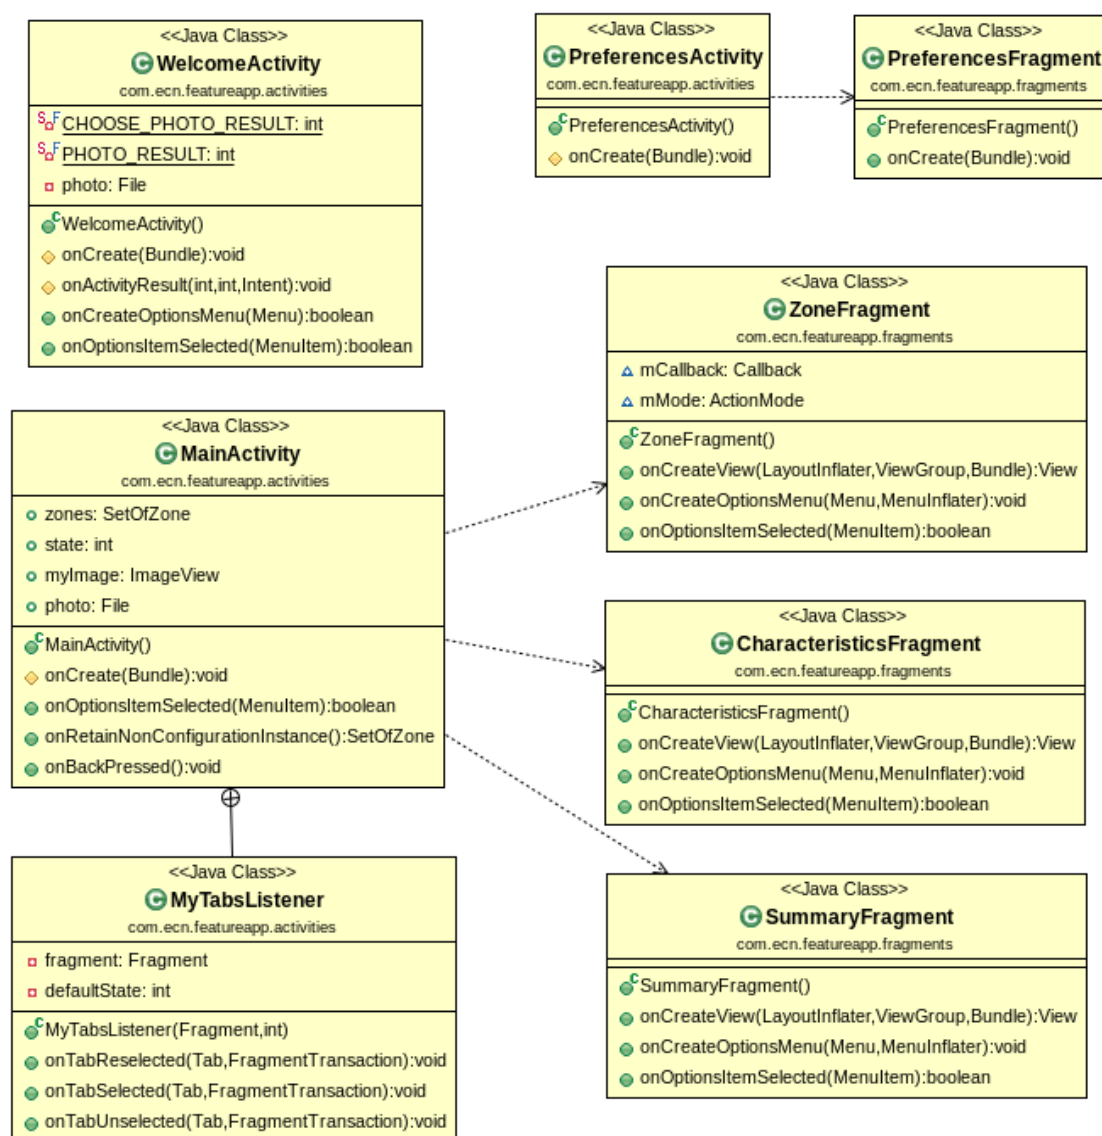 <<Java Class>>
WelcomeActivity
com.ecn.featureapp.activities
CHOOSE_PHOTO_RESULT: int
PHOTO_RESULT: int
photo: File
WelcomeActivity()
onCreate(Bundle):void
onActivityResult(int,int,Intent):void
onCreateOptionsMenu(Menu):boolean
onOptionsItemSelected(MenuItem):boolean
<<Java Class>>
PreferencesActivity
com.ecn.featureapp.activities
PreferencesActivity()
onCreate(Bundle):void
<<Java Class>>
PreferencesFragment
com.ecn.featureapp.fragments
PreferencesFragment()
onCreate(Bundle):void
<<Java Class>>
ZoneFragment
com.ecn.featureapp.fragments
mCallback: Callback
mMode: ActionMode
ZoneFragment()
onCreateView(LayoutInflater,ViewGroup,Bundle):View
onCreateOptionsMenu(Menu,MenuInflater):void
onOptionsItemSelected(MenuItem):boolean
<<Java Class>>
MainActivity
com.ecn.featureapp.activities
zones: SetOfZone
state: int
myImage: ImageView
photo: File
MainActivity()
onCreate(Bundle):void
onOptionsItemSelected(MenuItem):boolean
onRetainNonConfigurationInstance():SetOfZone
onBackPressed():void
<<Java Class>>
CharacteristicsFragment
com.ecn.featureapp.fragments
CharacteristicsFragment()
onCreateView(LayoutInflater,ViewGroup,Bundle):View
onCreateOptionsMenu(Menu,MenuInflater):void
onOptionsItemSelected(MenuItem):boolean
<<Java Class>>
MyTabsListener
com.ecn.featureapp.activities
fragment: Fragment
defaultState: int
MyTabsListener(Fragment,int)
onTabReselected(Tab,FragmentTransaction):void
onTabSelected(Tab,FragmentTransaction):void
onTabUnselected(Tab,FragmentTransaction):void
<<Java Class>>
SummaryFragment
com.ecn.featureapp.fragments
SummaryFragment()
onCreateView(LayoutInflater,ViewGroup,Bundle):View
onCreateOptionsMenu(Menu,MenuInflater):void
onOptionsItemSelected(MenuItem):boolean